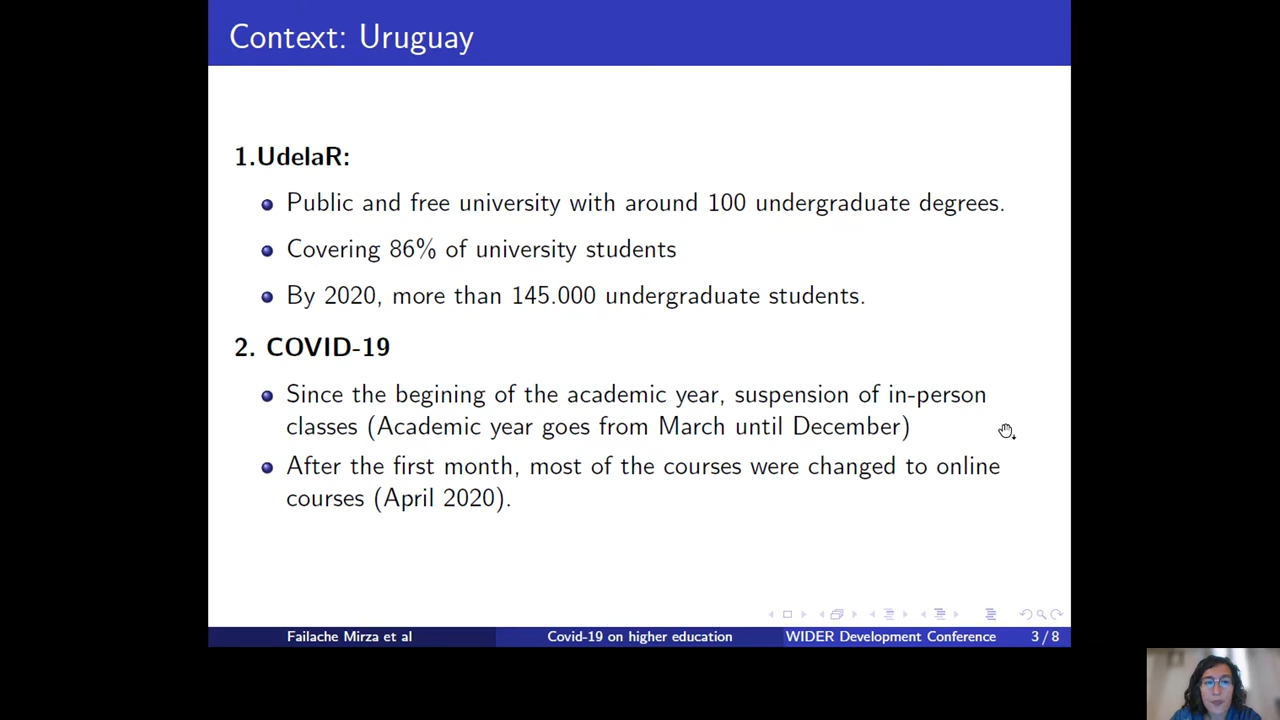 Context: Uruguay
1.UdelaR:
Public and free university with around 100 undergraduate degrees.
Covering 86% of university students
By 2020, more than 145.000 undergraduate students.
2. COVID-19
Since the begining of the academic year, suspension of in-person
classes (Academic year goes from March until December)
After the first month, most of the courses were changed to online
courses (April 2020).
Failache Mirza et al Covid-19 on higher education WIDER Development Conference 3 / 8